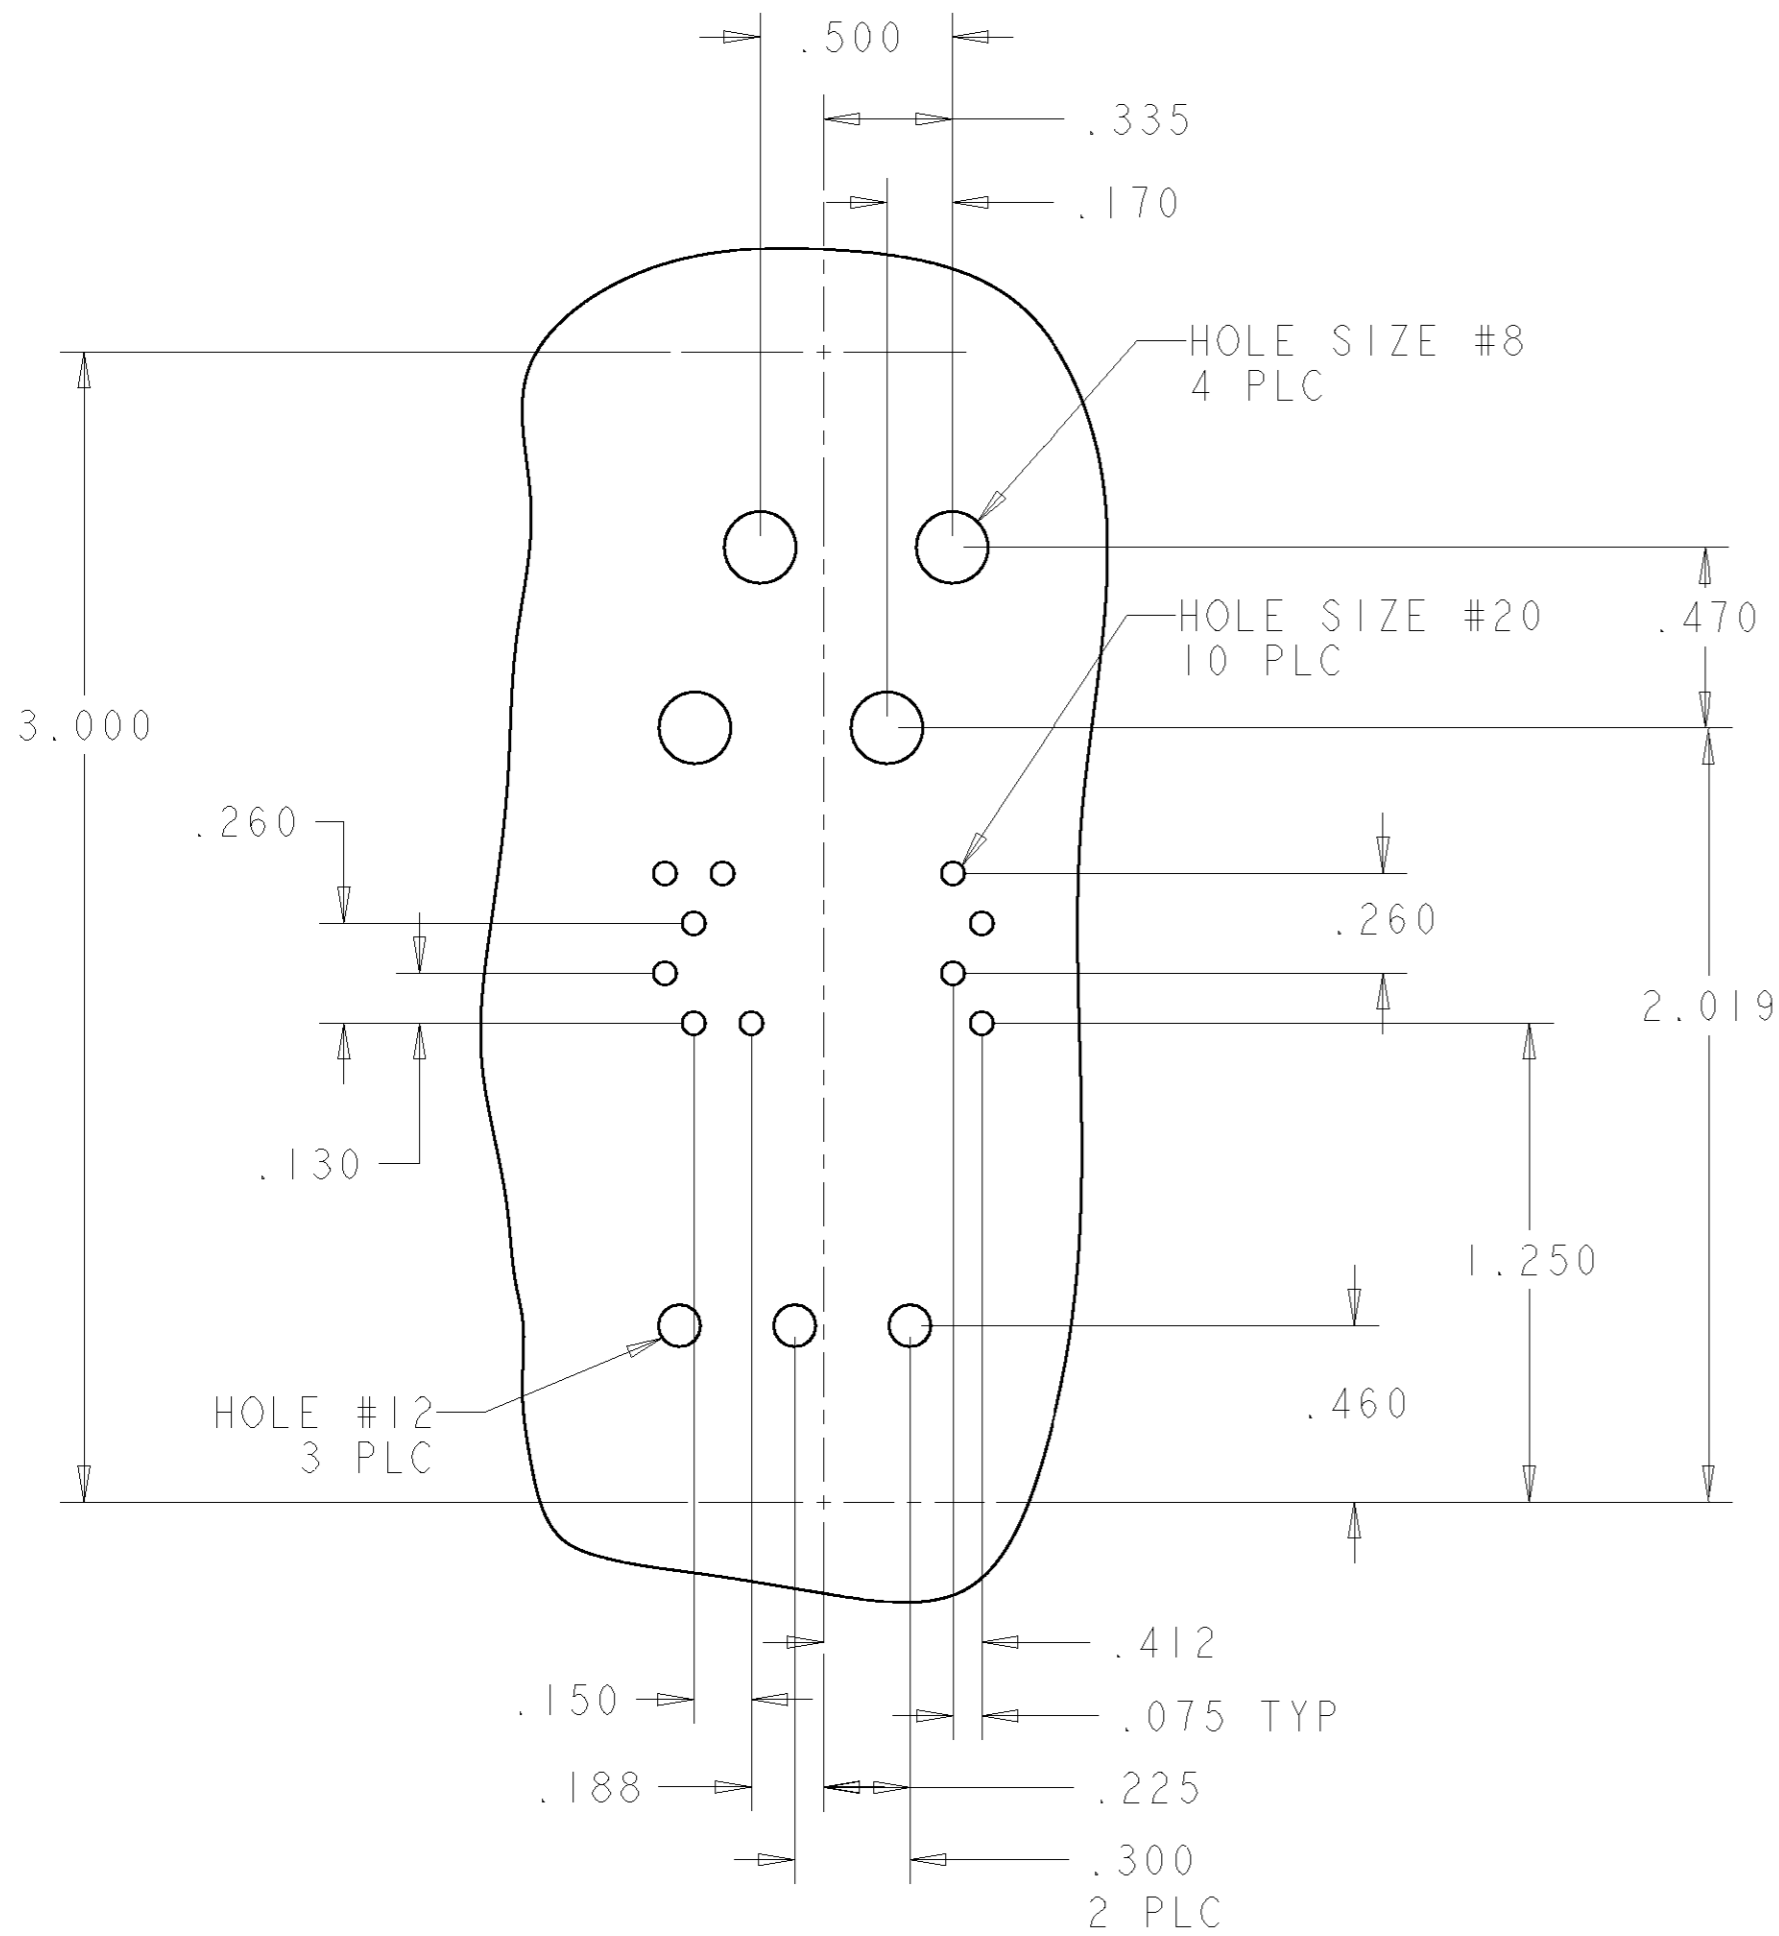 .500
.335
.170
HOLE SIZE #8
4 PLC
HOLE SIZE #20
10 PLC
.470
3.000
.260
.260
2.019
.130
1.250
HOLE #12
3 PLC
.460
.412
.150
.075 TYP
.188
.225
.300
2 PLC